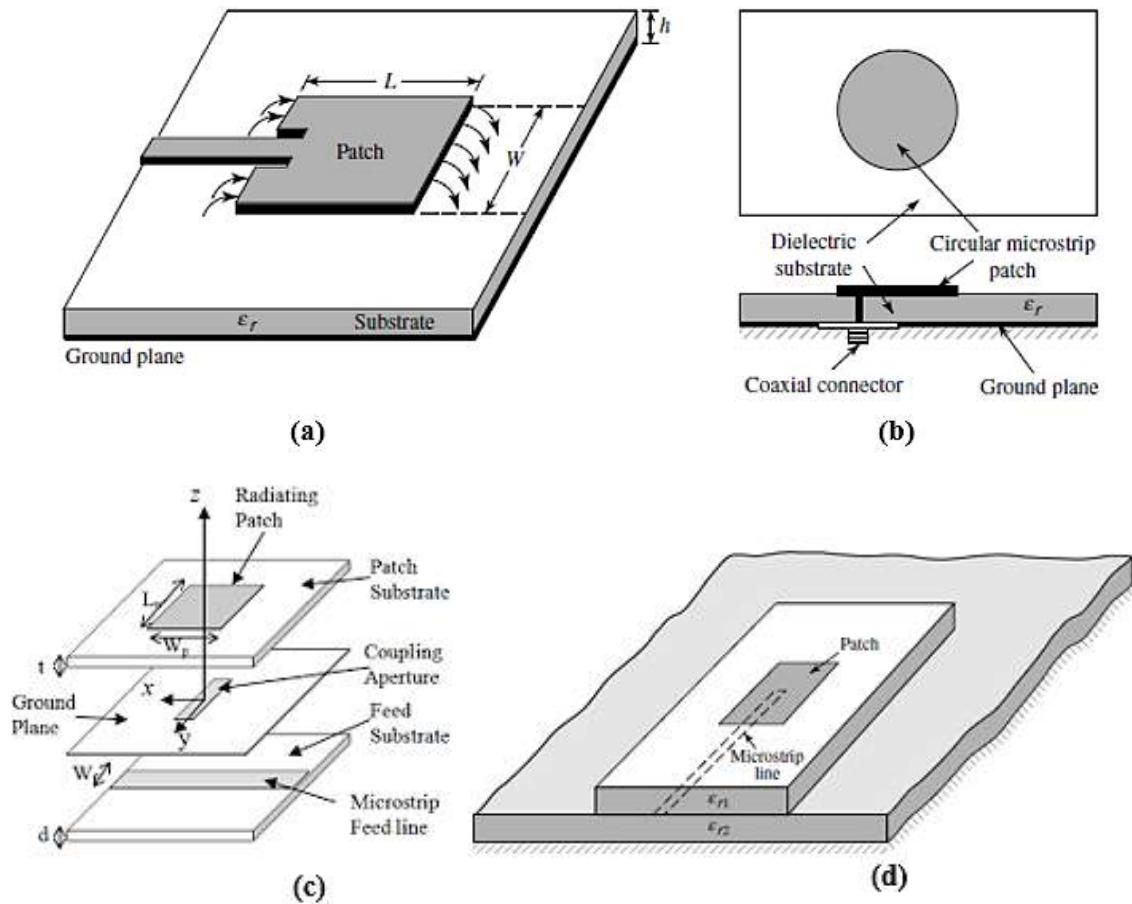 h
L
Patch
W
εr
Substrate
Ground plane
(a)
Dielectric
substrate
Circular microstrip
patch
εr
Coaxial connector
Ground plane
(b)
z
Radiating
Patch
Patch
Substrate
Lp
Wp
t
Coupling
Aperture
x
Ground
Plane
y
Feed
Substrate
W
Microstrip
Feed line
d
(c)
Patch
Microstrip
line
εr1
εr2
(d)